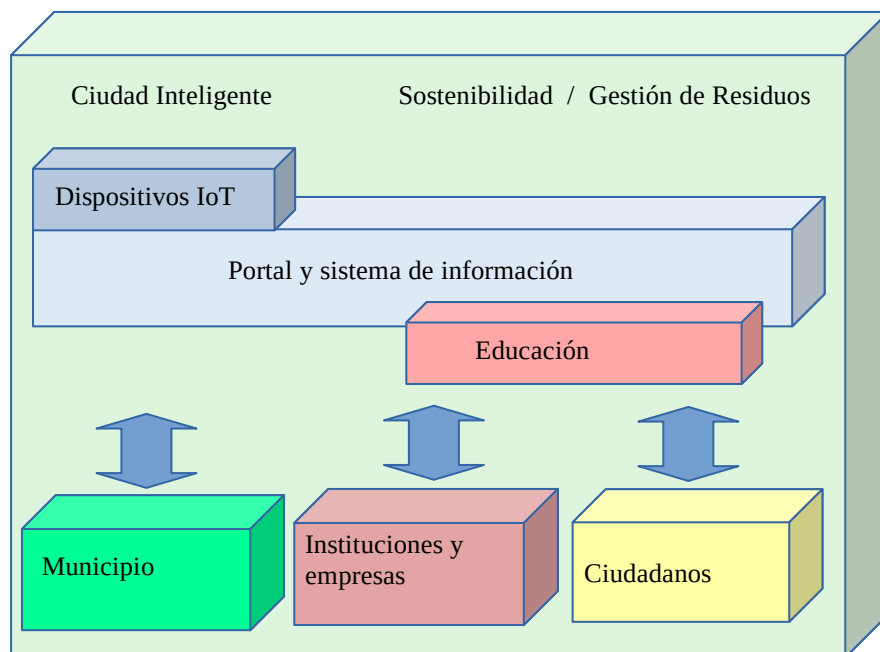 Ciudad Inteligente
Sostenibilidad / Gestión de Residuos
Dispositivos IoT
Portal y sistema de información
Educación
Municipio
Instituciones y
empresas
Ciudadanos